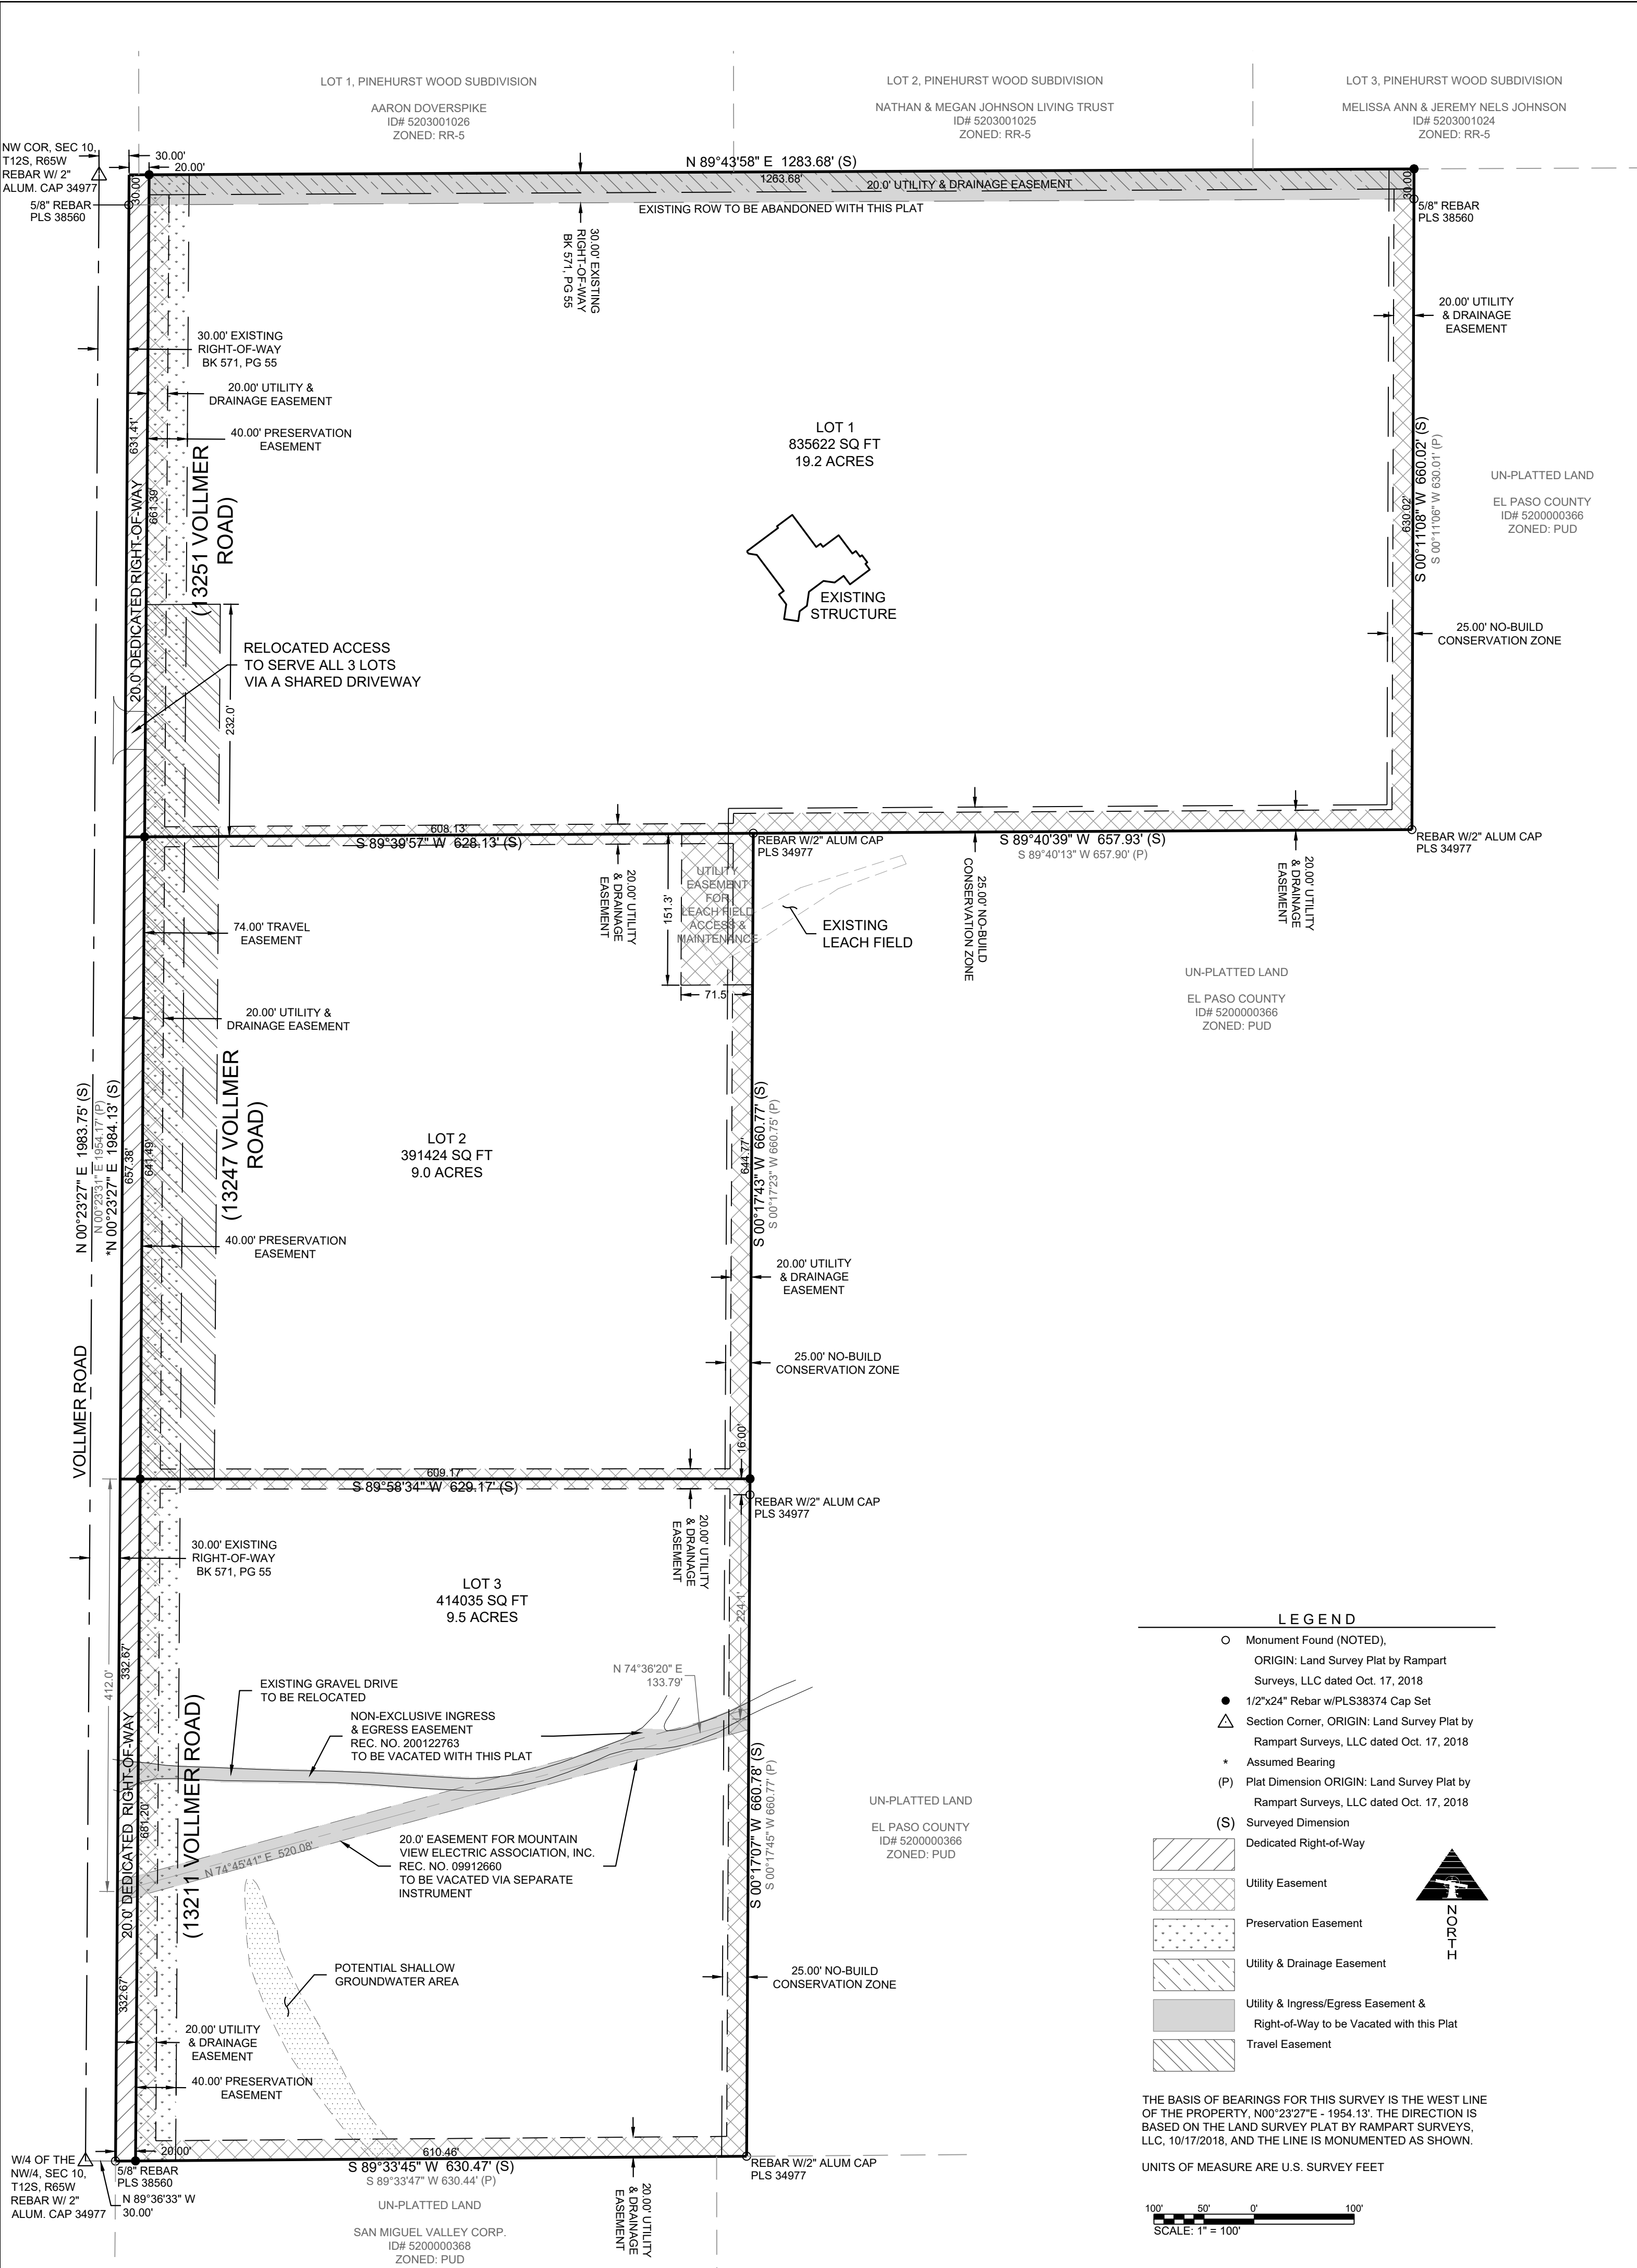 LOT 1, PINEHURST WOOD SUBDIVISION
AARON DOVERSPIKE
ID# 5203001026
ZONED: RR-5
LOT 2, PINEHURST WOOD SUBDIVISION
NATHAN & MEGAN JOHNSON LIVING TRUST
ID# 5203001025
ZONED: RR-5
LOT 3, PINEHURST WOOD SUBDIVISION
MELISSA ANN & JEREMY NELS JOHNSON
ID# 5203001024
ZONED: RR-5
NW COR, SEC 10,
T12S, R65W
REBAR W/ 2"
ALUM. CAP 34977
30.00'
20.00'
30.00'
5/8" REBAR
PLS 38560
N 89°43'58" E 1283.68' (S)
1263.68'
20.0' UTILITY & DRAINAGE EASEMENT
EXISTING ROW TO BE ABANDONED WITH THIS PLAT
30.00'
5/8" REBAR
PLS 38560
30.00' EXISTING
RIGHT-OF-WAY
BK 571, PG 55
20.00' UTILITY
& DRAINAGE
EASEMENT
30.00' EXISTING
RIGHT-OF-WAY
BK 571, PG 55
20.00' UTILITY &
DRAINAGE EASEMENT
40.00' PRESERVATION
EASEMENT
631.41'
661.39'
20.0' DEDICATED RIGHT-OF-WAY
(13251 VOLLMER
ROAD)
LOT 1
835622 SQ FT
19.2 ACRES
EXISTING
STRUCTURE
630.02'
S 00°11'08" W 660.02' (S)
S 00°11'06" W 630.01' (P)
UN-PLATTED LAND
EL PASO COUNTY
ID# 5200000366
ZONED: PUD
25.00' NO-BUILD
CONSERVATION ZONE
RELOCATED ACCESS
TO SERVE ALL 3 LOTS
VIA A SHARED DRIVEWAY
232.0'
608.13'
S 89°39'57" W 628.13' (S)
REBAR W/2" ALUM CAP
PLS 34977
S 89°40'39" W 657.93' (S)
S 89°40'13" W 657.90' (P)
REBAR W/2" ALUM CAP
PLS 34977
20.00' UTILITY
& DRAINAGE
EASEMENT
151.3'
UTILITY
EASEMENT
FOR
LEACH FIELD
ACCESS &
MAINTENANCE
71.5
EXISTING
LEACH FIELD
25.00' NO-BUILD
CONSERVATION ZONE
20.00' UTILITY
& DRAINAGE
EASEMENT
74.00' TRAVEL
EASEMENT
20.00' UTILITY &
DRAINAGE EASEMENT
UN-PLATTED LAND
EL PASO COUNTY
ID# 5200000366
ZONED: PUD
N 00°23'27" E 1983.75' (S)
N 00°23'31" E 1954.17' (P)
*N 00°23'27" E 1984.13' (S)
657.38'
641.49'
(13247 VOLLMER
ROAD)
LOT 2
391424 SQ FT
9.0 ACRES
644.77'
S 00°17'43" W 660.77' (S)
S 00°17'23" W 660.75' (P)
40.00' PRESERVATION
EASEMENT
20.00' UTILITY
& DRAINAGE
EASEMENT
25.00' NO-BUILD
CONSERVATION ZONE
VOLLMER ROAD
16.00'
609.17'
S 89°58'34" W 629.17' (S)
REBAR W/2" ALUM CAP
PLS 34977
20.00' UTILITY
& DRAINAGE
EASEMENT
30.00' EXISTING
RIGHT-OF-WAY
BK 571, PG 55
LOT 3
414035 SQ FT
9.5 ACRES
224.1'
412.0'
332.67'
N 74°36'20" E
133.79'
EXISTING GRAVEL DRIVE
TO BE RELOCATED
NON-EXCLUSIVE INGRESS
& EGRESS EASEMENT
REC. NO. 200122763
TO BE VACATED WITH THIS PLAT
20.0' DEDICATED RIGHT-OF-WAY
681.20'
(13211 VOLLMER ROAD)
N 74°45'41" E 520.08'
20.0' EASEMENT FOR MOUNTAIN
VIEW ELECTRIC ASSOCIATION, INC.
REC. NO. 09912660
TO BE VACATED VIA SEPARATE
INSTRUMENT
S 00°17'07" W 660.78' (S)
S 00°17'45" W 660.77' (P)
UN-PLATTED LAND
EL PASO COUNTY
ID# 5200000366
ZONED: PUD
POTENTIAL SHALLOW
GROUNDWATER AREA
25.00' NO-BUILD
CONSERVATION ZONE
332.67'
20.00' UTILITY
& DRAINAGE
EASEMENT
40.00' PRESERVATION
EASEMENT
20.00'
W/4 OF THE
NW/4, SEC 10,
T12S, R65W
REBAR W/ 2"
ALUM. CAP 34977
5/8" REBAR
PLS 38560
N 89°36'33" W
30.00'
610.46'
S 89°33'45" W 630.47' (S)
S 89°33'47" W 630.44' (P)
REBAR W/2" ALUM CAP
PLS 34977
20.00' UTILITY
& DRAINAGE
EASEMENT
UN-PLATTED LAND
SAN MIGUEL VALLEY CORP.
ID# 5200000368
ZONED: PUD
LEGEND
Monument Found (NOTED),
ORIGIN: Land Survey Plat by Rampart
Surveys, LLC dated Oct. 17, 2018
1/2"x24" Rebar w/PLS38374 Cap Set
Section Corner, ORIGIN: Land Survey Plat by
Rampart Surveys, LLC dated Oct. 17, 2018
* Assumed Bearing
(P) Plat Dimension ORIGIN: Land Survey Plat by
Rampart Surveys, LLC dated Oct. 17, 2018
(S) Surveyed Dimension
Dedicated Right-of-Way
Utility Easement
Preservation Easement
Utility & Drainage Easement
Utility & Ingress/Egress Easement &
Right-of-Way to be Vacated with this Plat
Travel Easement
NORTH
THE BASIS OF BEARINGS FOR THIS SURVEY IS THE WEST LINE
OF THE PROPERTY, N00°23'27"E - 1954.13'. THE DIRECTION IS
BASED ON THE LAND SURVEY PLAT BY RAMPART SURVEYS,
LLC, 10/17/2018, AND THE LINE IS MONUMENTED AS SHOWN.
UNITS OF MEASURE ARE U.S. SURVEY FEET
100' 50' 0' 100'
SCALE: 1" = 100'